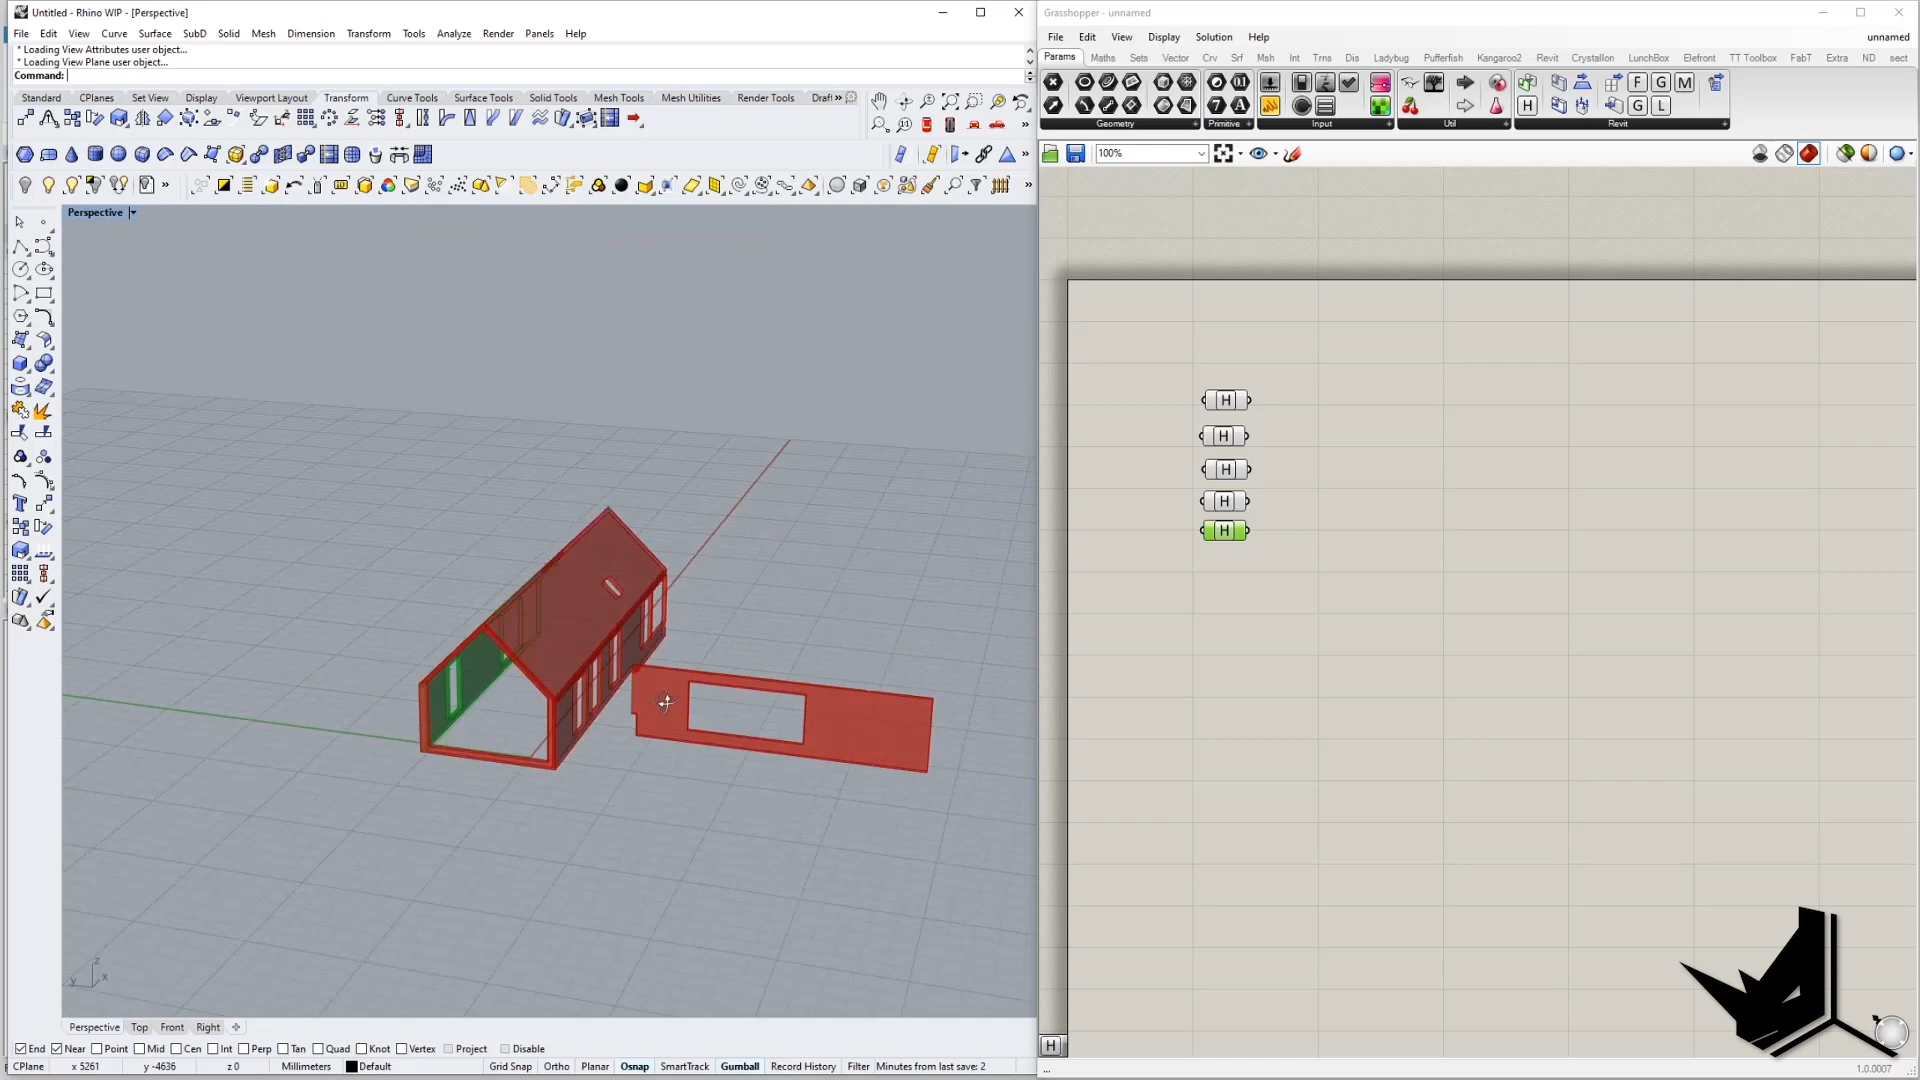 Untitled - Rhino WIP - [Perspective]
File Edit View Curve Surface SubD Solid Mesh Dimension Transform Tools Analyze Render Panels Help
* Loading View Attributes user object...
* Loading View Plane user object...
Command:
Standard CPlanes Set View Display Viewport Layout Transform Curve Tools Surface Tools Solid Tools Mesh Tools Mesh Utilities Render Tools Draft »
Perspective
z
y x
Perspective Top Front Right
End Near Point Mid Cen Int Perp Tan Quad Knot Vertex Project Disable
CPlane x 5261 y -4636 z 0 Millimeters Default Grid Snap Ortho Planar Osnap SmartTrack Gumball Record History Filter Minutes from last save: 2
Grasshopper - unnamed
File Edit View Display Solution Help unnamed
Params Maths Sets Vector Crv Srf Msh Int Trns Dis Ladybug Pufferfish Kangaroo2 Revit Crystallon LunchBox Elefront TT Toolbox FabT Extra ND sect
F G M
7 A H G L
Geometry Primitive Input Util Revit
100%
H
H
H
H
H
H
...
1.0.0007